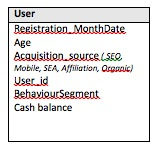 User
Registration_MonthDate
Age
Acquisition_source ( SEO,
Mobile, SEA, Affiliation, Organic)
User_id
BehaviourSegment
Cash balance